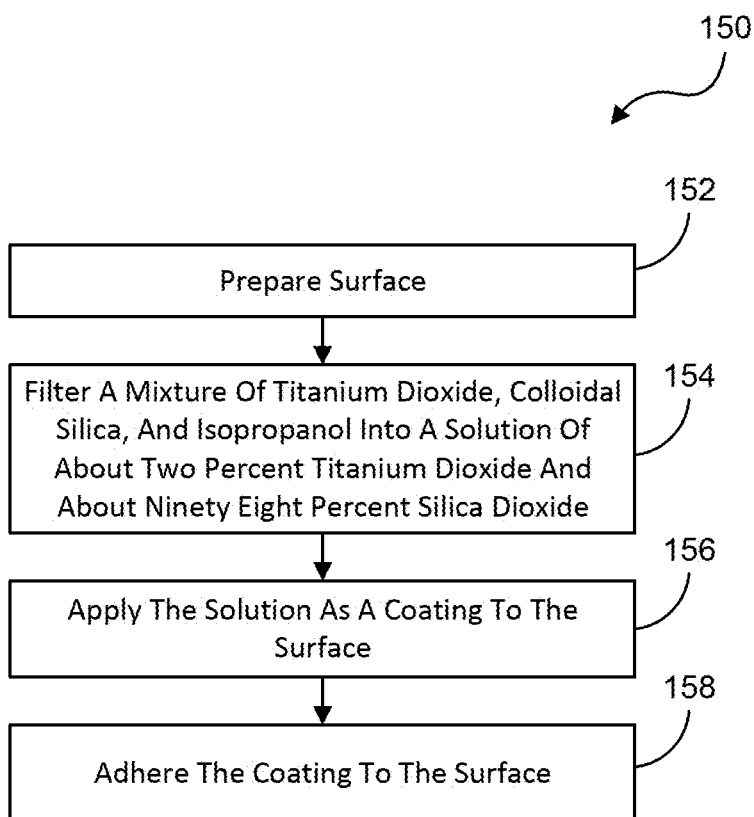 150
152
Prepare Surface
154
Filter A Mixture Of Titanium Dioxide, Colloidal
Silica, And Isopropanol Into A Solution Of
About Two Percent Titanium Dioxide And
About Ninety Eight Percent Silica Dioxide
156
Apply The Solution As A Coating To The
Surface
158
Adhere The Coating To The Surface